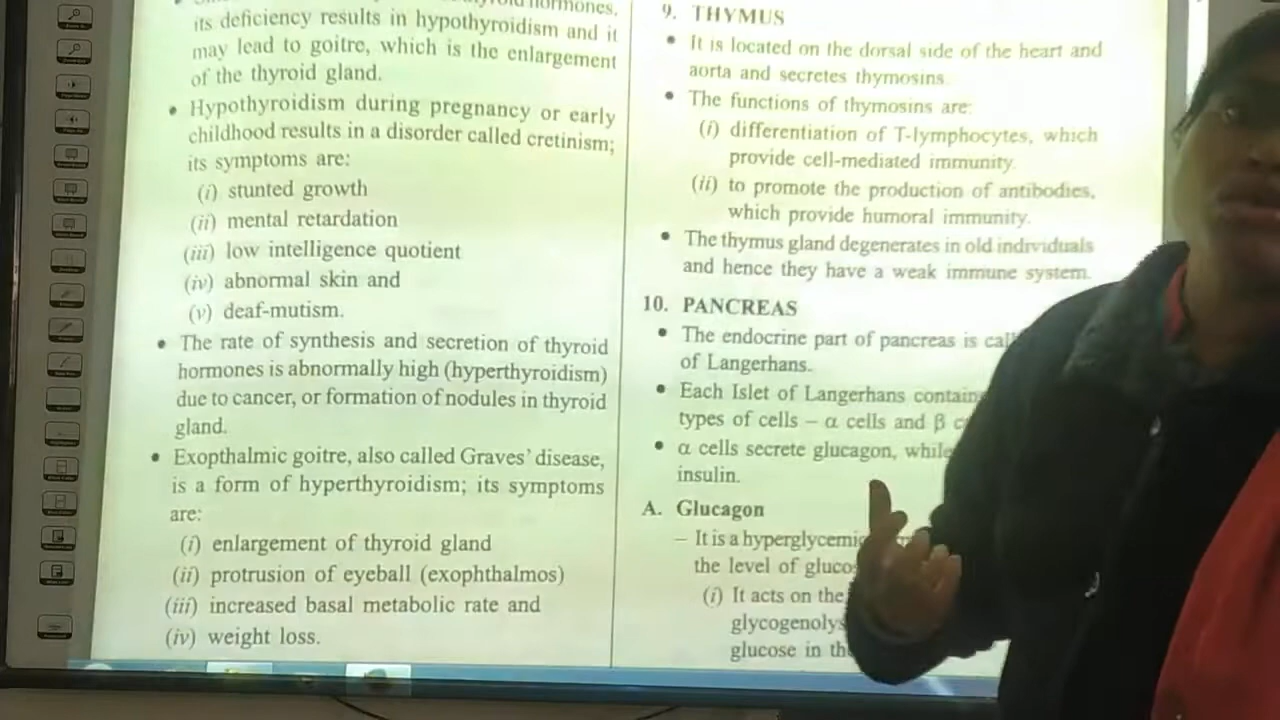 hormones,
its deficiency results in hypothyroidism and it
may lead to goitre, which is the enlargement
of the thyroid gland.
• Hypothyroidism during pregnancy or early
childhood results in a disorder called cretinism;
its symptoms are:
(i) stunted growth
(ii) mental retardation
(iii) low intelligence quotient
(iv) abnormal skin and
(v) deaf-mutism.
• The rate of synthesis and secretion of thyroid
hormones is abnormally high (hyperthyroidism)
due to cancer, or formation of nodules in thyroid
gland.
• Exopthalmic goitre, also called Graves' disease,
is a form of hyperthyroidism; its symptoms
are:
(i) enlargement of thyroid gland
(ii) protrusion of eyeball (exophthalmos)
(iii) increased basal metabolic rate and
(iv) weight loss.
9. THYMUS
• It is located on the dorsal side of the heart and
aorta and secretes thymosins.
• The functions of thymosins are:
(i) differentiation of T-lymphocytes, which
provide cell-mediated immunity.
(ii) to promote the production of antibodies,
which provide humoral immunity.
• The thymus gland degenerates in old individuals
and hence they have a weak immune system.
10. PANCREAS
• The endocrine part of pancreas is cal
of Langerhans.
• Each Islet of Langerhans contain
types of cells – α cells and β c
• α cells secrete glucagon, while
insulin.
A. Glucagon
– It is a hyperglycemic
the level of gluco
(i) It acts on the
glycogenolys
glucose in th